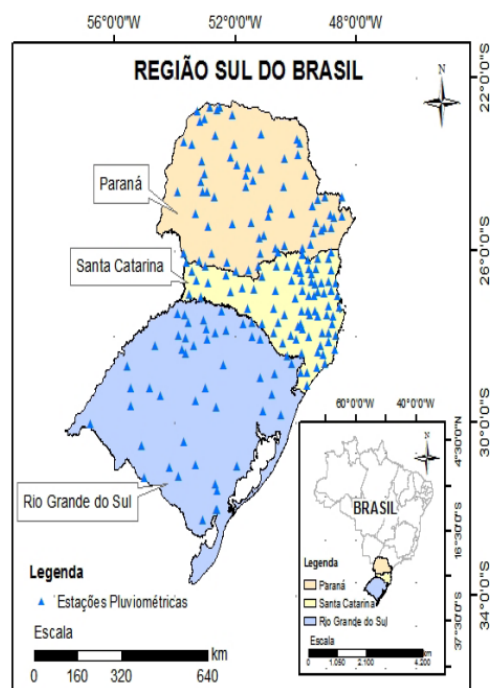 56°0'0"W 52°0'0"W 48°0'0"W
REGIÃO SUL DO BRASIL
N
22°0'0"S
Paraná
Santa Catarina
26°0'0"S
30°0'0"S
34°0'0"S
Rio Grande do Sul
Legenda
Estações Pluviométricas
Escala
km
0 160 320 640
60°0'0"W 40°0'0"W
N
4°30'0"N
16°30'0"S
37°30'0"S
BRASIL
Legenda
Paraná
Santa Catarina
Rio Grande do Sul
Escala
km
0 1.050 2.100 4.200